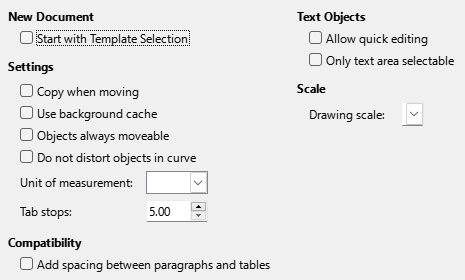 New Document
Start with Template Selection
Settings
Copy when moving
Use background cache
Objects always moveable
Do not distort objects in curve
Unit of measurement:
Tab stops: 5.00
Compatibility
Add spacing between paragraphs and tables
Text Objects
Allow quick editing
Only text area selectable
Scale
Drawing scale: